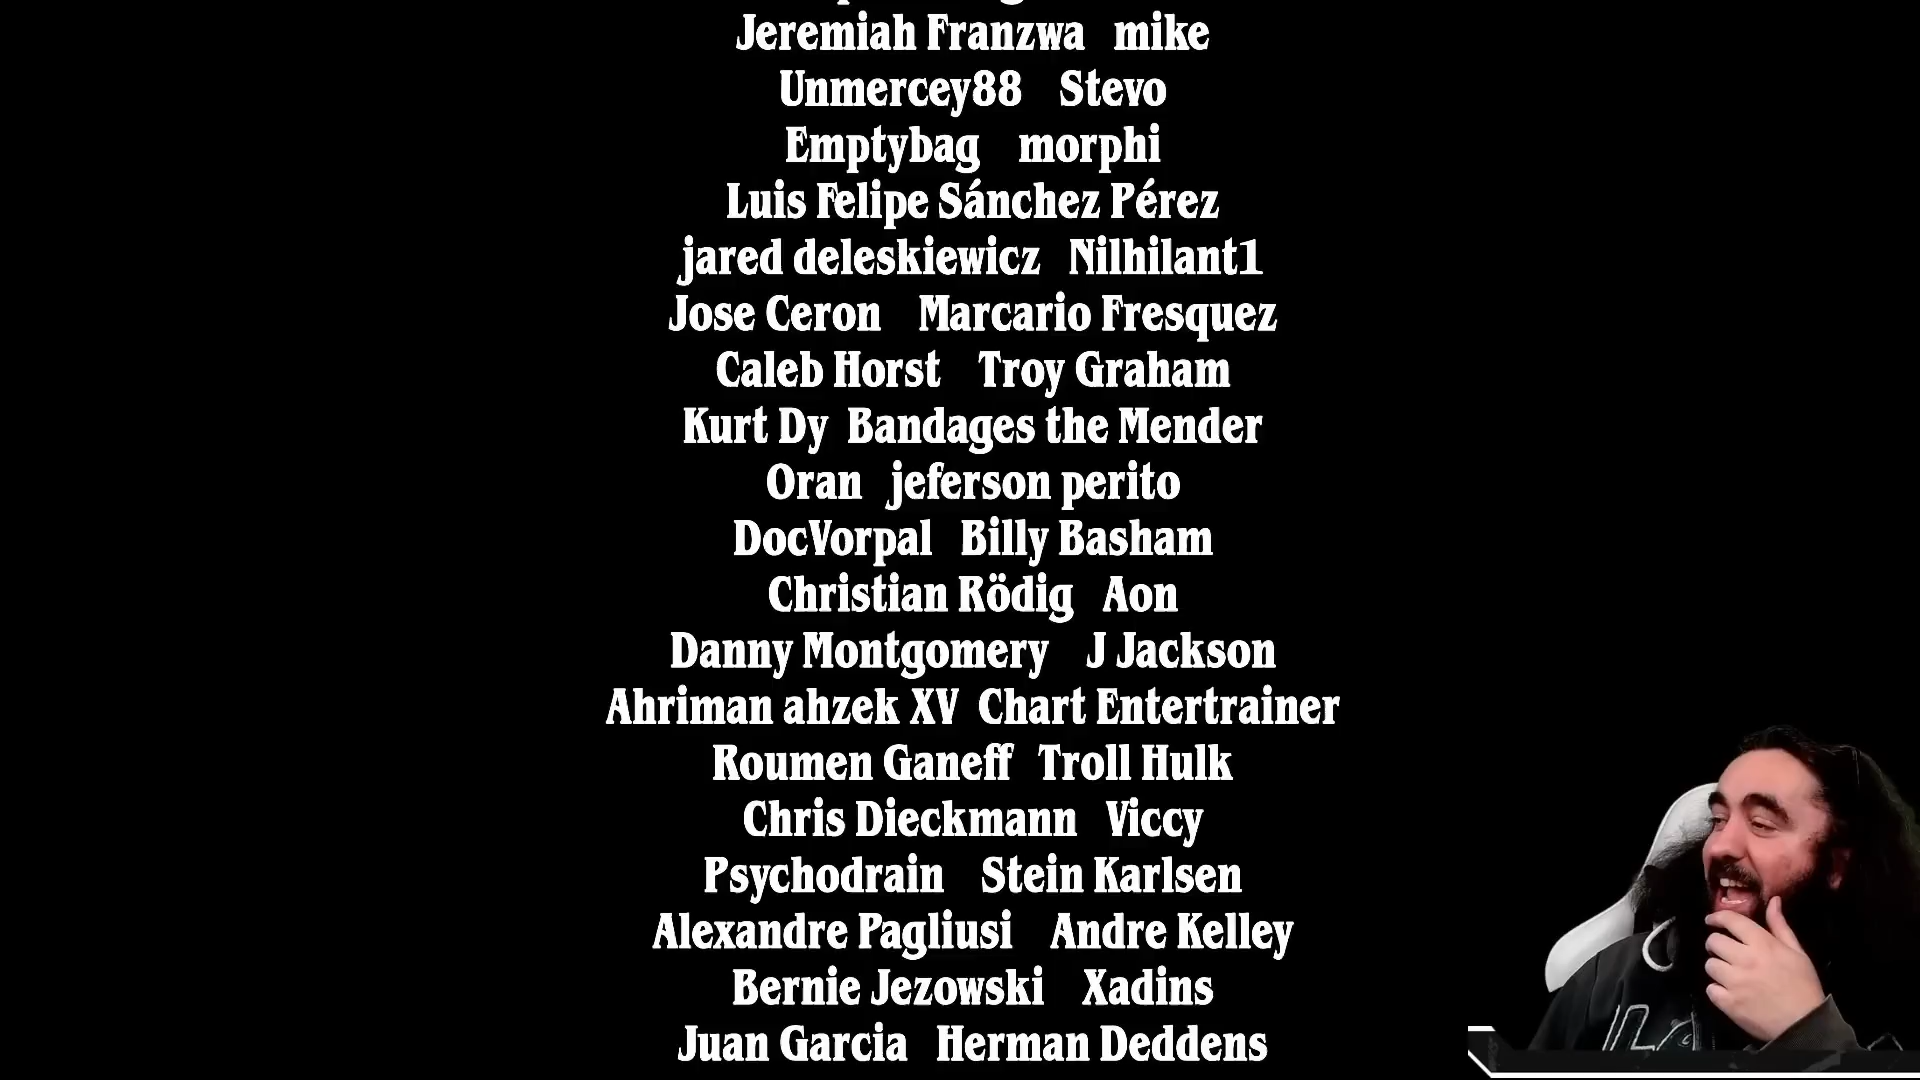 Jeremiah Franzwa mike
Unmercey88 Stevo
Emptybag morphi
Luis Felipe Sánchez Pérez
jared deleskiewicz Nilhilant1
Jose Ceron Marcario Fresquez
Caleb Horst Troy Graham
Kurt Dy Bandages the Mender
Oran jeferson perito
DocVorpal Billy Basham
Christian Rödig Aon
Danny Montgomery J Jackson
Ahriman ahzek XV Chart Entertrainer
Roumen Ganeff Troll Hulk
Chris Dieckmann Viccy
Psychodrain Stein Karlsen
Alexandre Pagliusi Andre Kelley
Bernie Jezowski Xadins
Juan Garcia Herman Deddens